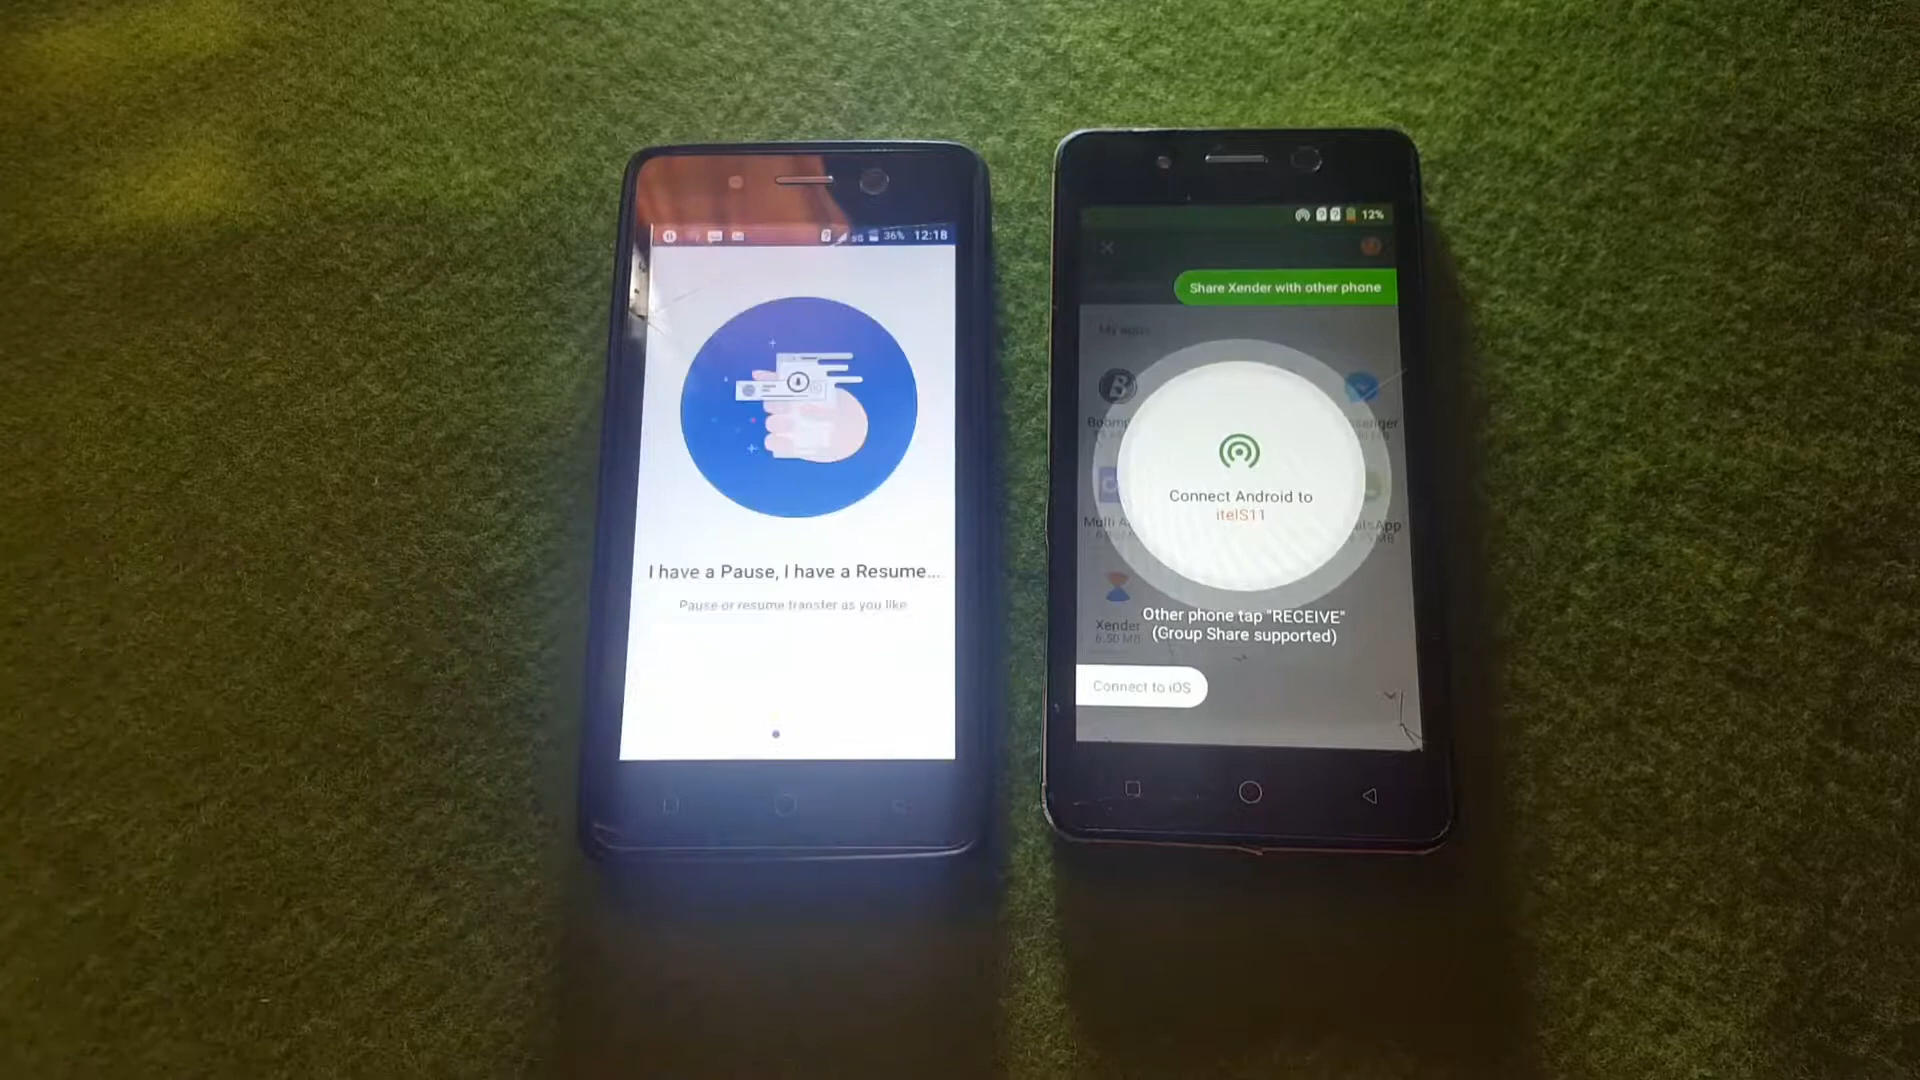 36% 12:18
I have a Pause, I have a Resume...
Pause or resume transfer as you like
12%
Share Xender with other phone
My apps
Connect Android to
itelS11
Multi A
Xender
6.50 MB
Other phone tap "RECEIVE"
(Group Share supported)
Connect to iOS